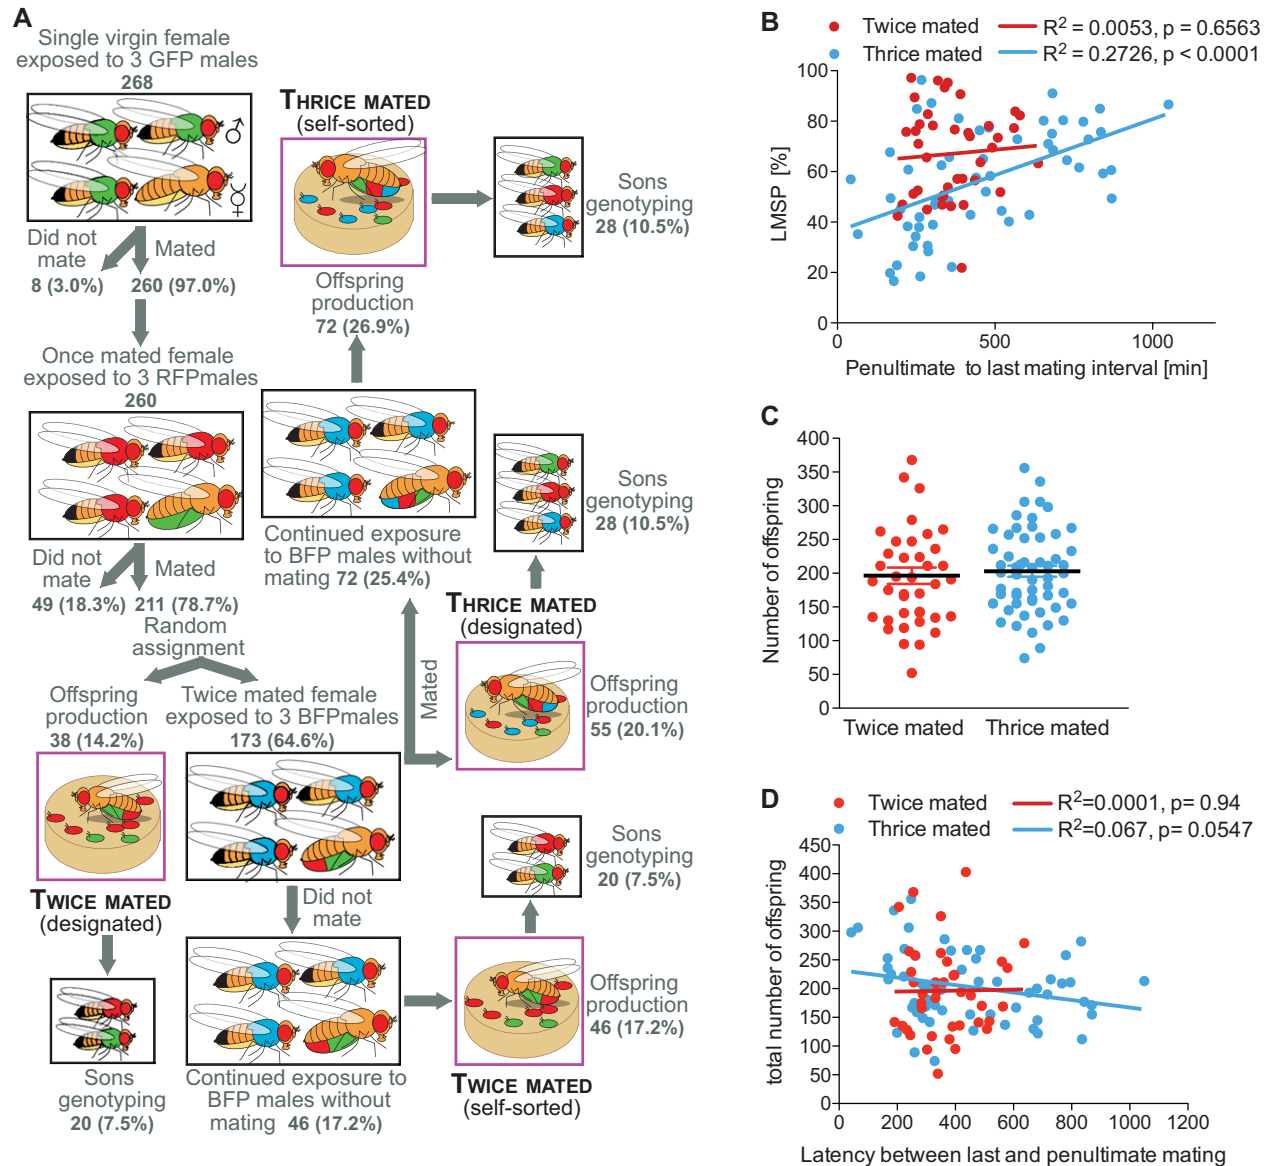 A
Single virgin female
exposed to 3 GFP males
268
♂
☿
Did not
mate
Mated
8 (3.0%)
260 (97.0%)
Once mated female
exposed to 3 RFPmales
260
Did not
mate
Mated
49 (18.3%)
211 (78.7%)
Random
assignment
Offspring
production
38 (14.2%)
Twice mated female
exposed to 3 BFPmales
173 (64.6%)
TWICE MATED
(designated)
Sons
genotyping
20 (7.5%)
Did not
mate
Continued exposure to
BFP males without
mating 46 (17.2%)
THRICE MATED
(self-sorted)
Offspring
production
72 (26.9%)
Sons
genotyping
28 (10.5%)
Continued exposure
to BFP males without
mating 72 (25.4%)
Mated
Sons
genotyping
28 (10.5%)
THRICE MATED
(designated)
Offspring
production
55 (20.1%)
Sons
genotyping
20 (7.5%)
Offspring
production
46 (17.2%)
TWICE MATED
(self-sorted)
B
Twice mated
R2 = 0.0053, p = 0.6563
Thrice mated
R2 = 0.2726, p < 0.0001
LMSP [%]
100
80
60
40
20
0
0 500 1000
Penultimate to last mating interval [min]
C
Number of offspring
400
350
300
250
200
150
100
50
0
Twice mated Thrice mated
D
Twice mated
R2=0.0001, p= 0.94
Thrice mated
R2=0.067, p= 0.0547
total number of offspring
450
400
350
300
250
200
150
100
50
0
0 200 400 600 800 1000 1200
Latency between last and penultimate mating